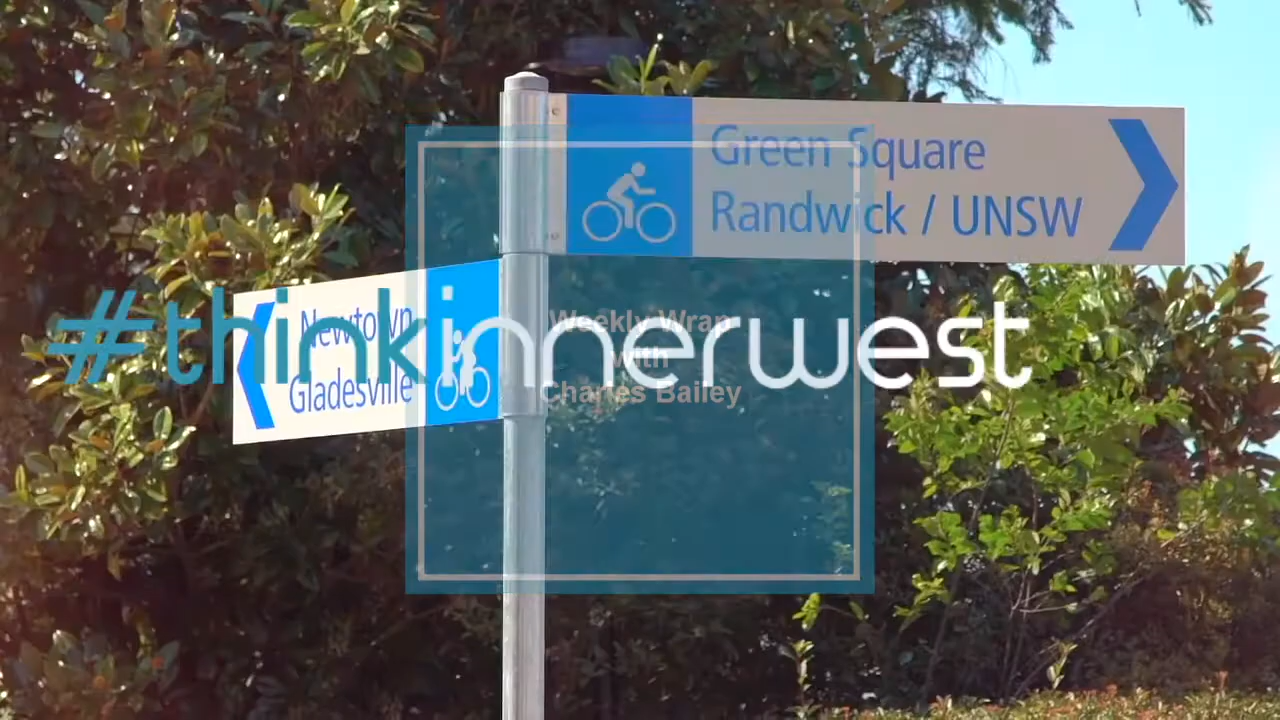 Green Square
Randwick / UNSW
Newtown
Gladesville
#thinkinnerwest
Weekly Wrap
with
Charles Bailey